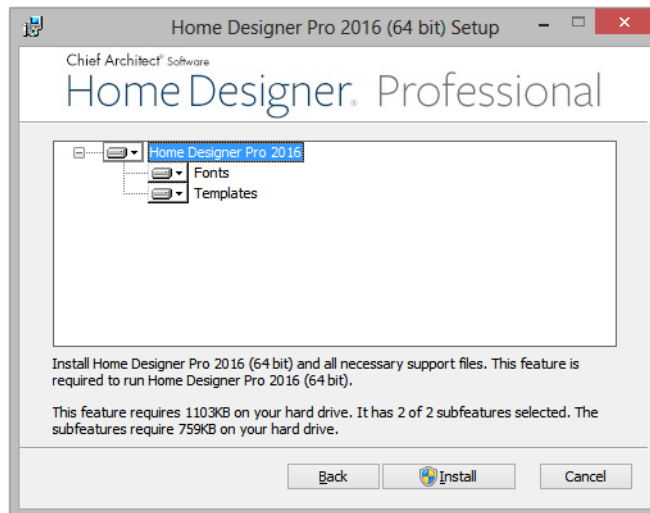 Home Designer Pro 2016 (64 bit) Setup
Chief Architect® Software
Home Designer® Professional
Home Designer Pro 2016
Fonts
Templates
Install Home Designer Pro 2016 (64 bit) and all necessary support files. This feature is
required to run Home Designer Pro 2016 (64 bit).
This feature requires 1103KB on your hard drive. It has 2 of 2 subfeatures selected. The
subfeatures require 759KB on your hard drive.
Back
Install
Cancel